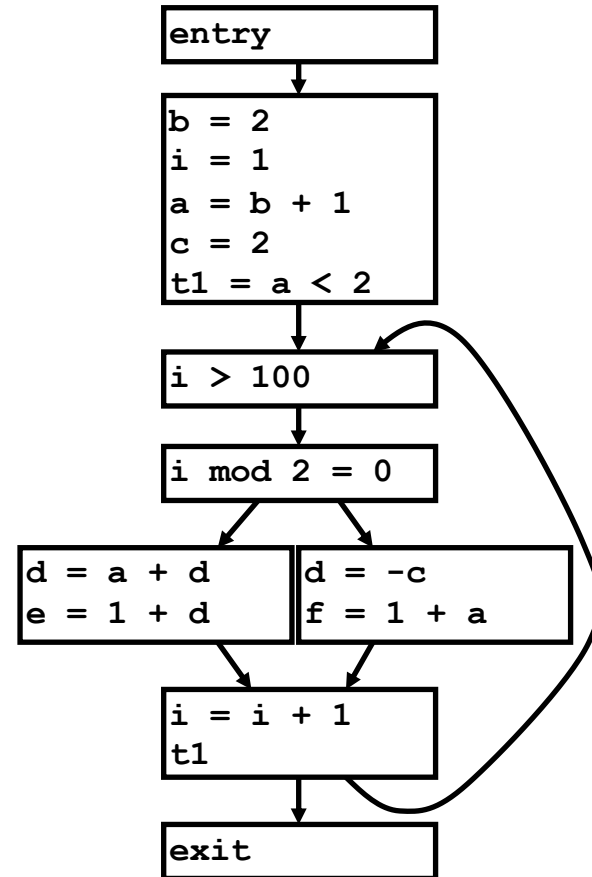 entry
b = 2
i = 1
a = b + 1
c = 2
t1 = a < 2
i > 100
i mod 2 = 0
d = a + d
e = 1 + d
d = -c
f = 1 + a
i = i + 1
t1
exit